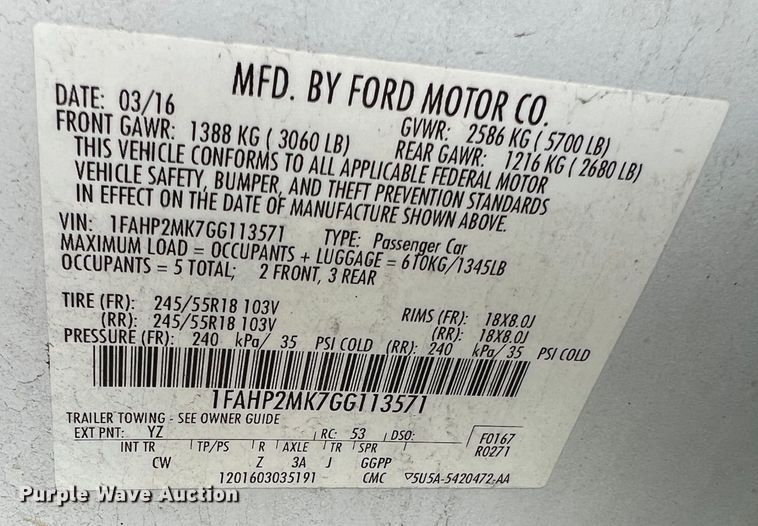 MFD. BY FORD MOTOR CO.
DATE: 03/16 GVWR: 2586 KG ( 5700 LB)
FRONT GAWR: 1388 KG ( 3060 LB) REAR GAWR: 1216 KG ( 2680 LB)
THIS VEHICLE CONFORMS TO ALL APPLICABLE FEDERAL MOTOR
VEHICLE SAFETY, BUMPER, AND THEFT PREVENTION STANDARDS
IN EFFECT ON THE DATE OF MANUFACTURE SHOWN ABOVE.
VIN: 1FAHP2MK7GG113571 TYPE: Passenger Car
MAXIMUM LOAD = OCCUPANTS + LUGGAGE = 610KG/1345LB
OCCUPANTS = 5 TOTAL; 2 FRONT, 3 REAR
TIRE (FR): 245/55R18 103V RIMS (FR): 18X8.0J
(RR): 245/55R18 103V (RR): 18X8.0J
PRESSURE (FR): 240 kPa/ 35 PSI COLD (RR): 240 kPa/ 35 PSI COLD
1FAHP2MK7GG113571
TRAILER TOWING - SEE OWNER GUIDE
EXT PNT: YZ RC: 53 DSO: F0167
R0271
INT TR TP/PS R AXLE TR SPR
CW Z 3A J GGPP
1201603035191 CMC 5U5A-5420472-AA
Purple Wave Auction